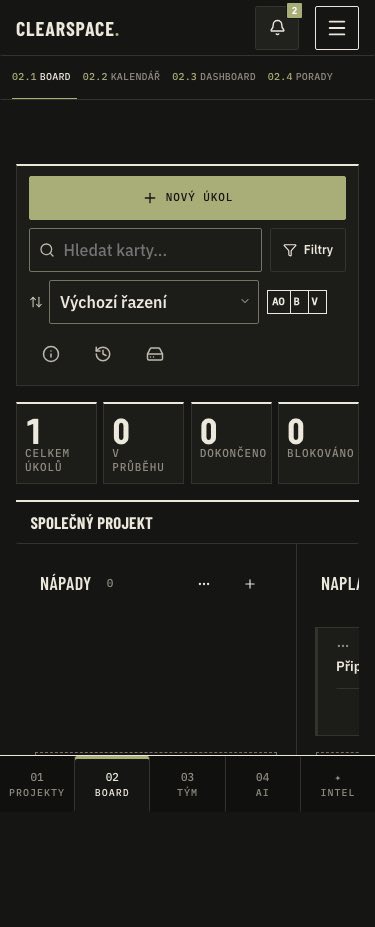 CLEARSPACE.
2
02.1 BOARD 02.2 KALENDÁŘ 02.3 DASHBOARD 02.4 PORADY
+ NOVÝ ÚKOL
Hledat karty...
Filtry
Výchozí řazení
AO B V
1
CELKEM
ÚKOLŮ
0
V
PRŮBĚHU
0
DOKONČENO
0
BLOKOVÁNO
SPOLEČNÝ PROJEKT
NÁPADY 0 ... +
NAPLÁ
...
Příp
01
PROJEKTY
02
BOARD
03
TÝM
04
AI
INTEL